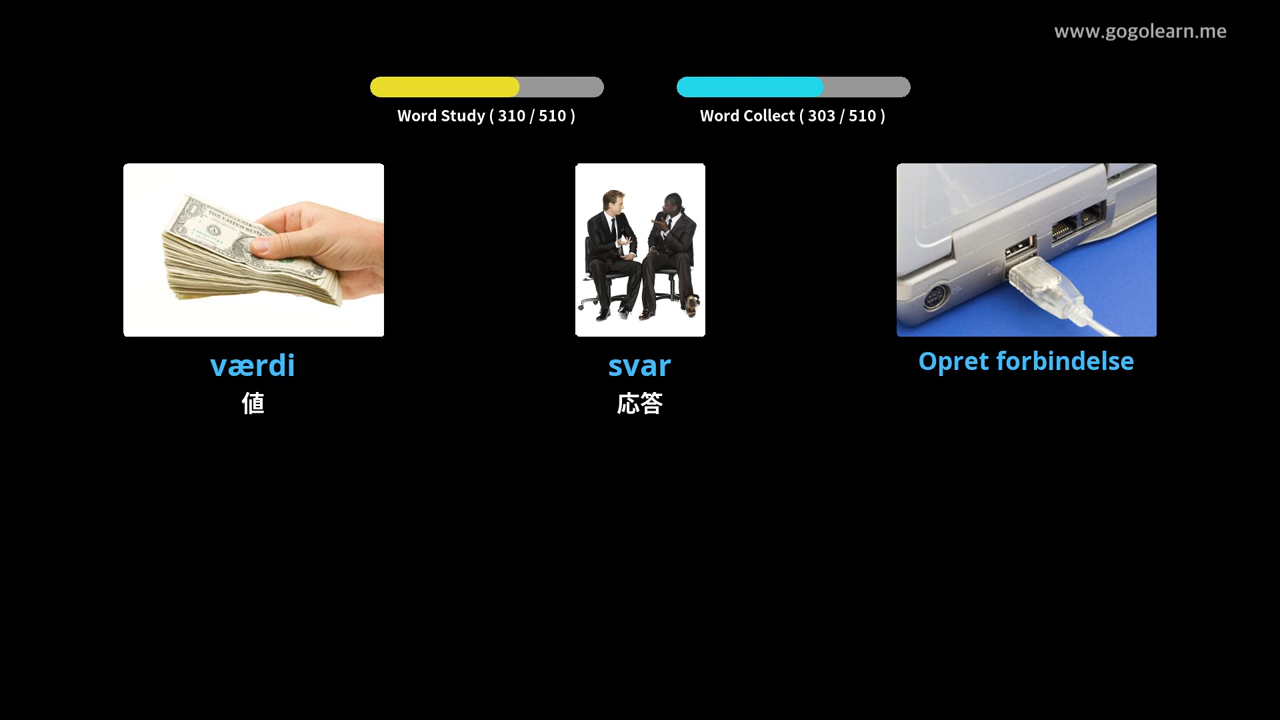 www.gogolearn.me
Word Study ( 310 / 510 )
Word Collect ( 303 / 510 )
værdi
値
svar
応答
Opret forbindelse